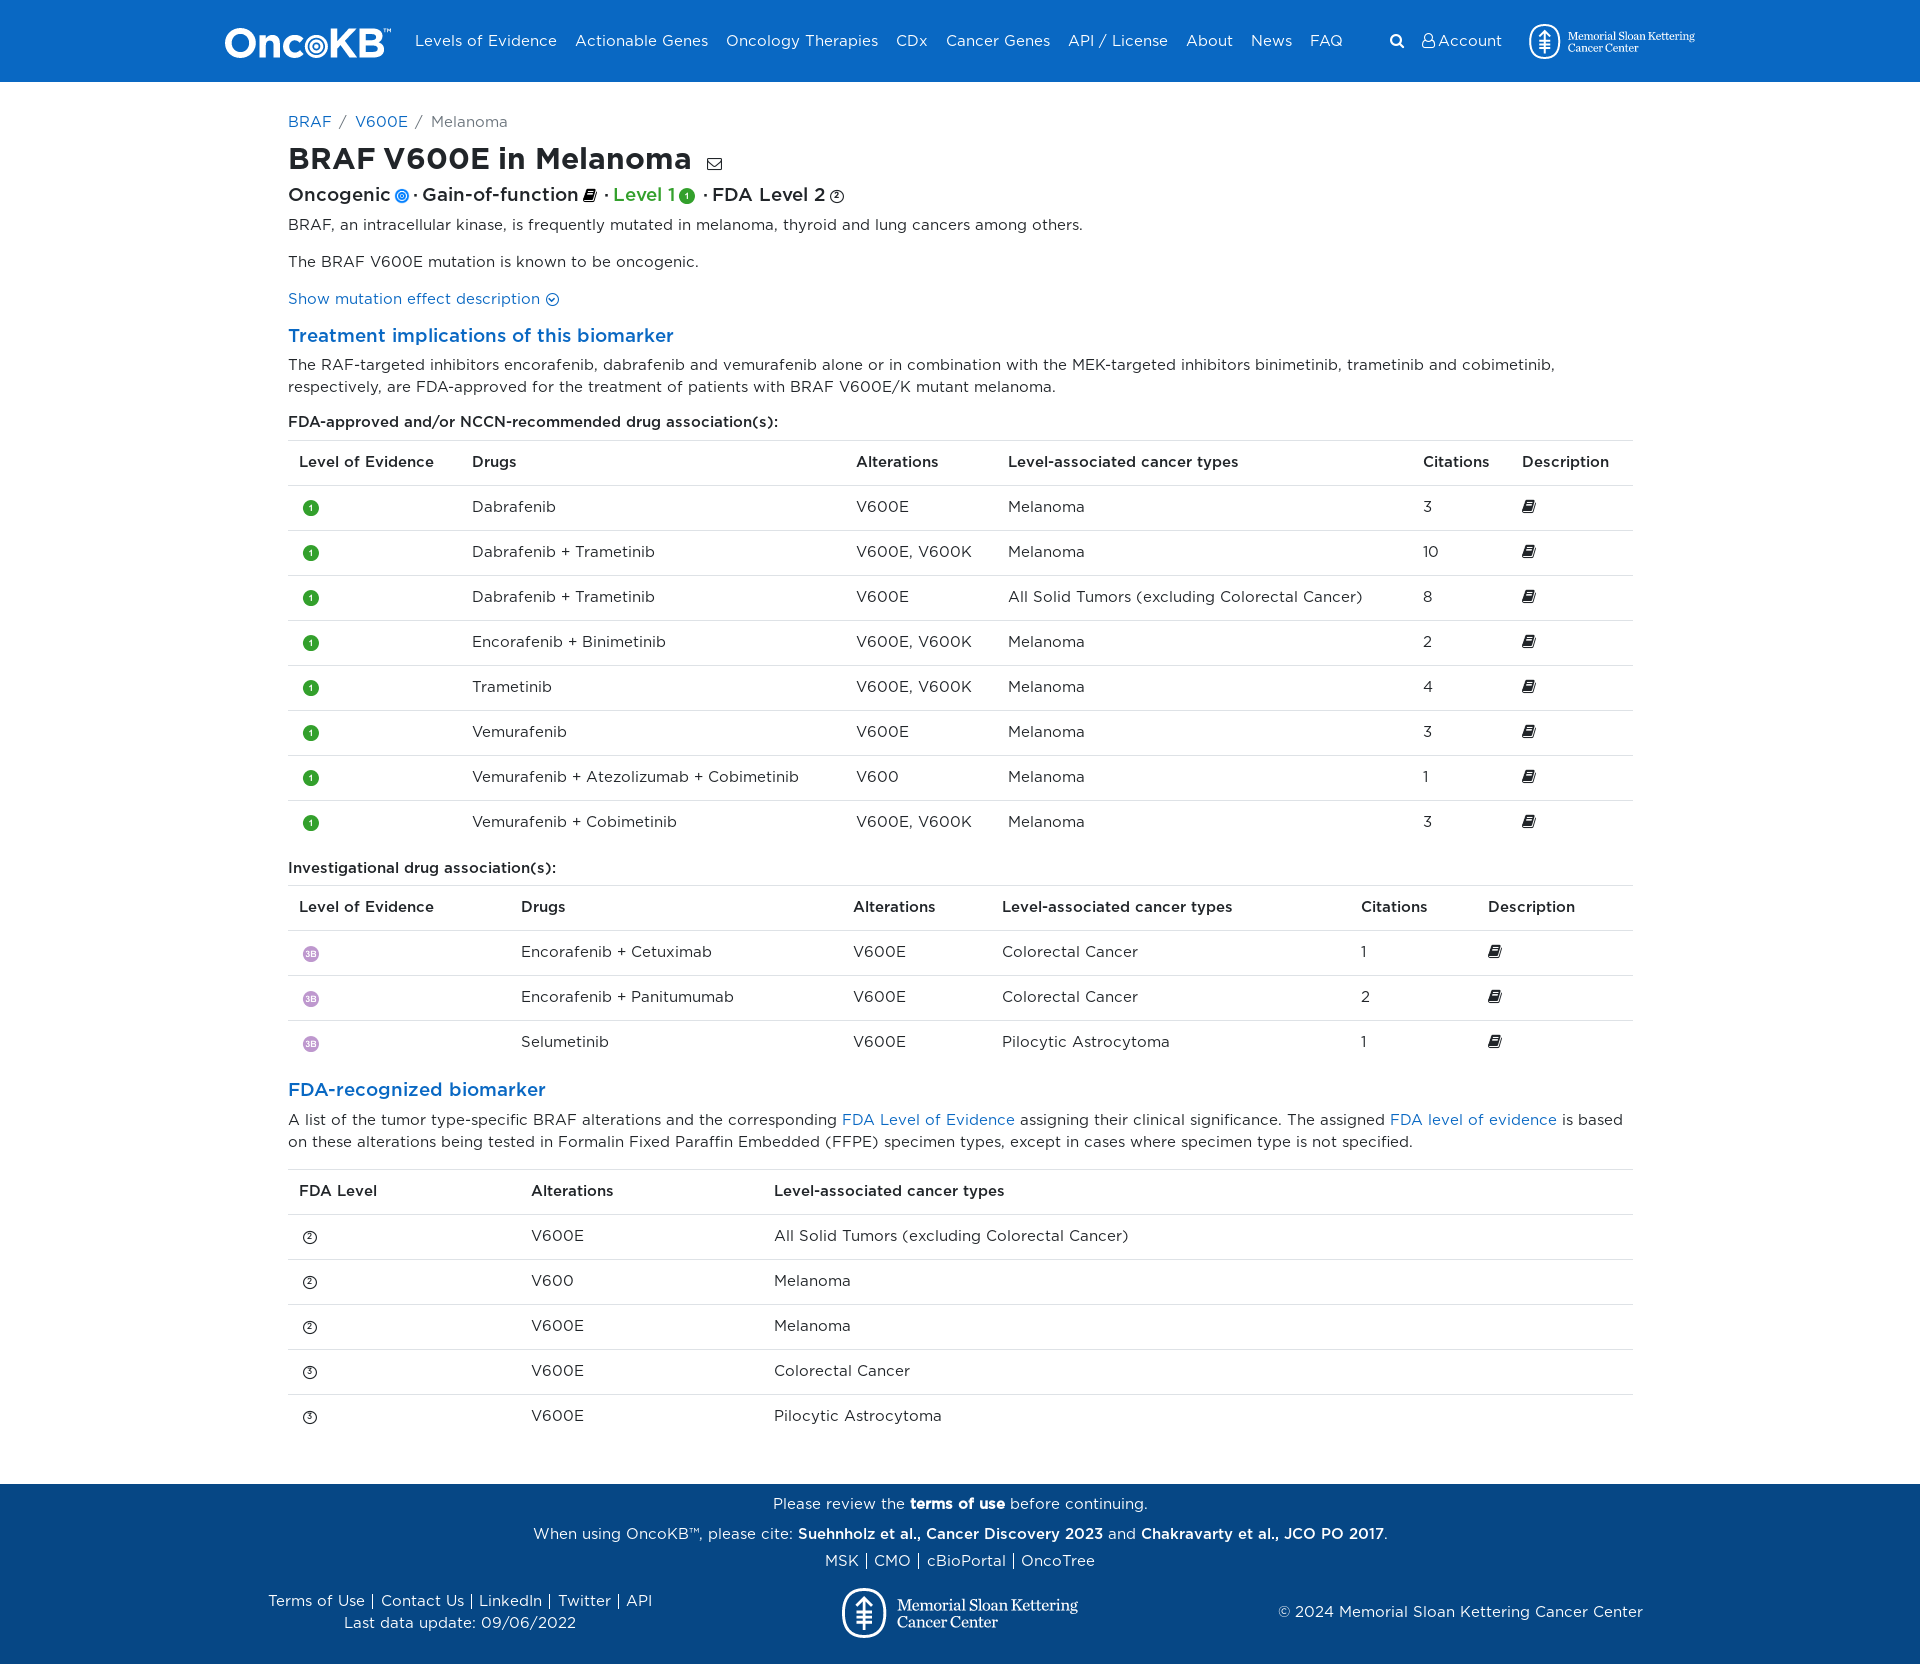 OncoKB™ Levels of Evidence Actionable Genes Oncology Therapies CDx Cancer Genes API / License About News FAQ Account Memorial Sloan Kettering
Cancer Center
BRAF / V600E / Melanoma
BRAF V600E in Melanoma
Oncogenic · Gain-of-function · Level 1 1 · FDA Level 2 2
BRAF, an intracellular kinase, is frequently mutated in melanoma, thyroid and lung cancers among others.
The BRAF V600E mutation is known to be oncogenic.
Show mutation effect description
Treatment implications of this biomarker
The RAF-targeted inhibitors encorafenib, dabrafenib and vemurafenib alone or in combination with the MEK-targeted inhibitors binimetinib, trametinib and cobimetinib,
respectively, are FDA-approved for the treatment of patients with BRAF V600E/K mutant melanoma.
FDA-approved and/or NCCN-recommended drug association(s):
Level of Evidence Drugs Alterations Level-associated cancer types Citations Description
1 Dabrafenib V600E Melanoma 3
1 Dabrafenib + Trametinib V600E, V600K Melanoma 10
1 Dabrafenib + Trametinib V600E All Solid Tumors (excluding Colorectal Cancer) 8
1 Encorafenib + Binimetinib V600E, V600K Melanoma 2
1 Trametinib V600E, V600K Melanoma 4
1 Vemurafenib V600E Melanoma 3
1 Vemurafenib + Atezolizumab + Cobimetinib V600 Melanoma 1
1 Vemurafenib + Cobimetinib V600E, V600K Melanoma 3
Investigational drug association(s):
Level of Evidence Drugs Alterations Level-associated cancer types Citations Description
3B Encorafenib + Cetuximab V600E Colorectal Cancer 1
3B Encorafenib + Panitumumab V600E Colorectal Cancer 2
3B Selumetinib V600E Pilocytic Astrocytoma 1
FDA-recognized biomarker
A list of the tumor type-specific BRAF alterations and the corresponding FDA Level of Evidence assigning their clinical significance. The assigned FDA level of evidence is based
on these alterations being tested in Formalin Fixed Paraffin Embedded (FFPE) specimen types, except in cases where specimen type is not specified.
FDA Level Alterations Level-associated cancer types
2 V600E All Solid Tumors (excluding Colorectal Cancer)
2 V600 Melanoma
2 V600E Melanoma
3 V600E Colorectal Cancer
3 V600E Pilocytic Astrocytoma
Please review the terms of use before continuing.
When using OncoKB™, please cite: Suehnholz et al., Cancer Discovery 2023 and Chakravarty et al., JCO PO 2017.
MSK | CMO | cBioPortal | OncoTree
Terms of Use | Contact Us | LinkedIn | Twitter | API
Last data update: 09/06/2022
Memorial Sloan Kettering
Cancer Center
© 2024 Memorial Sloan Kettering Cancer Center